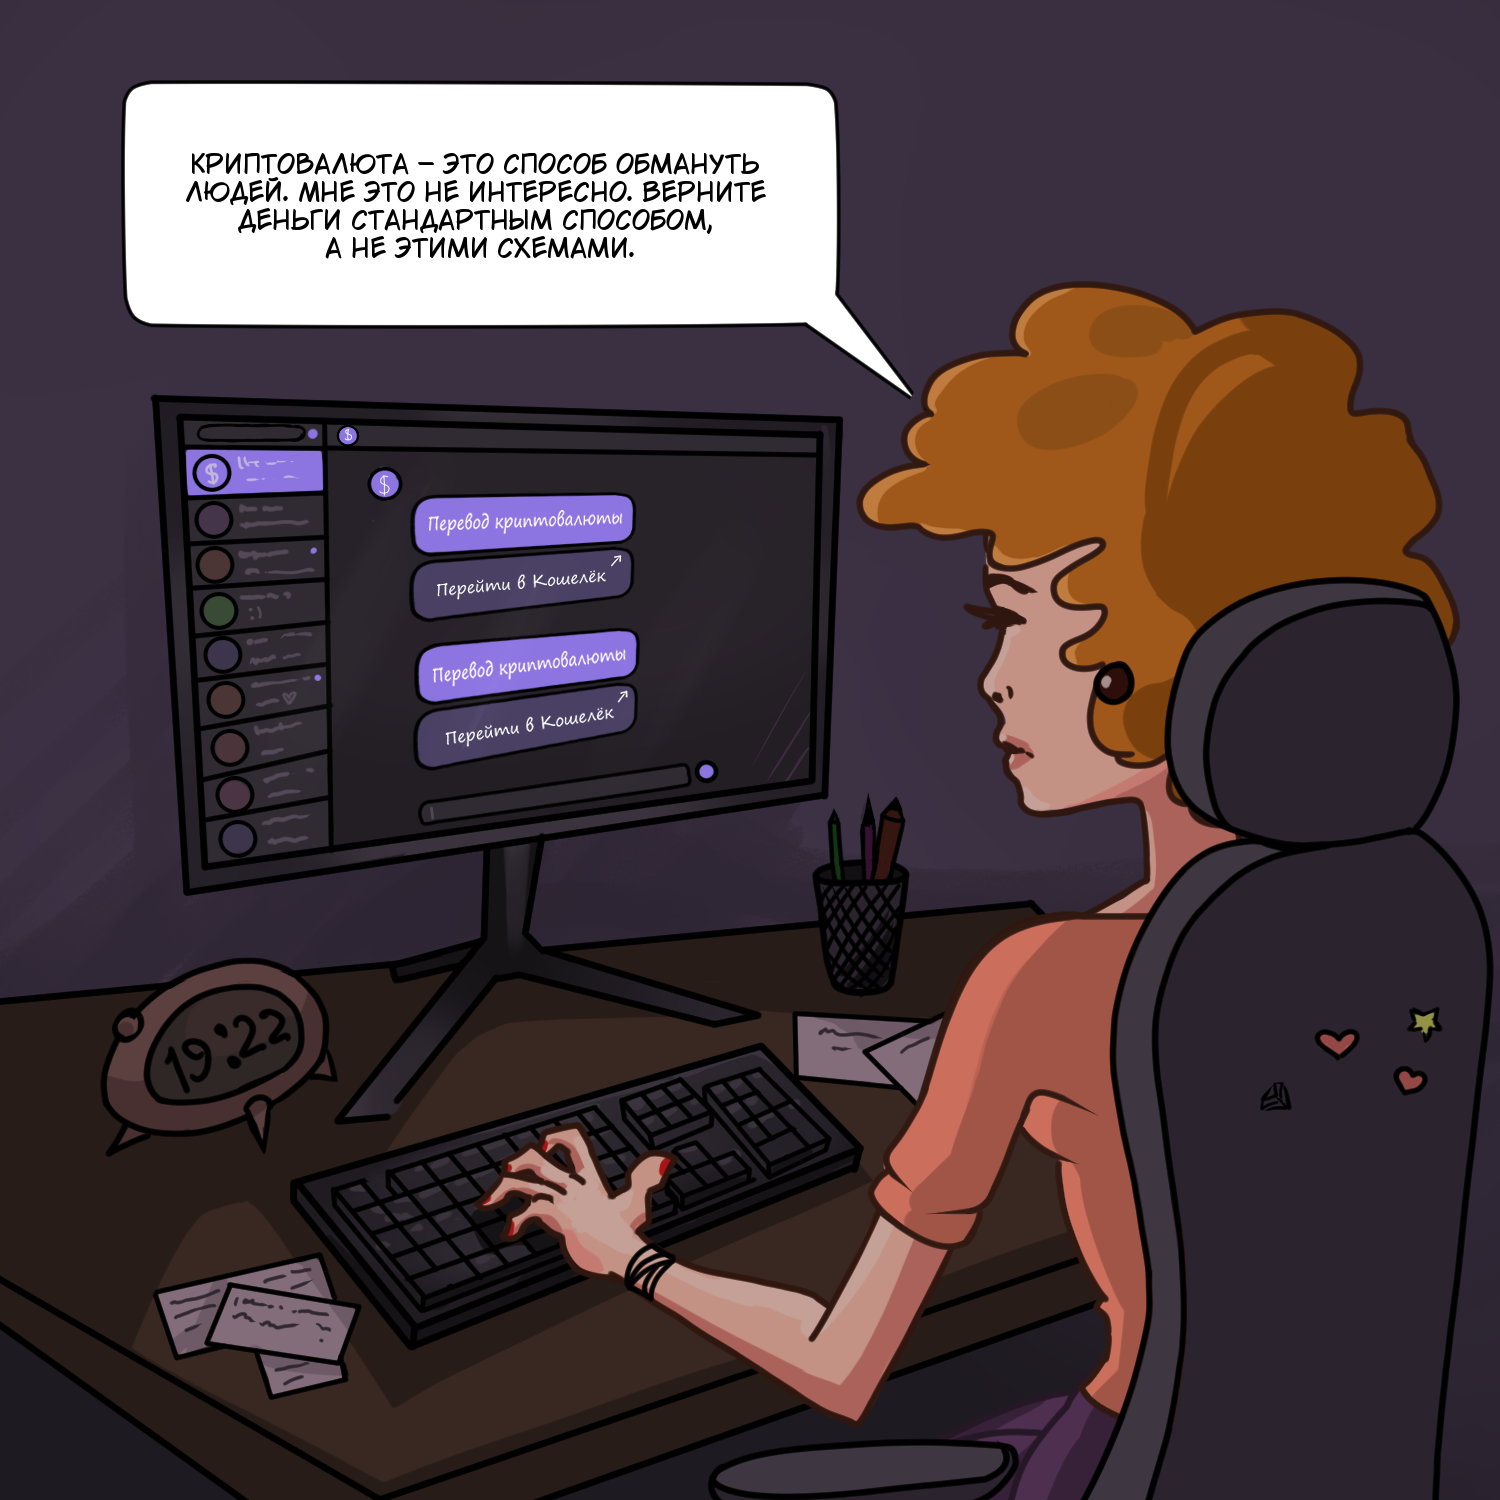 КРИПТОВАЛЮТА – ЭТО СПОСОБ ОБМАНУТЬ
ЛЮДЕЙ. МНЕ ЭТО НЕ ИНТЕРЕСНО. ВЕРНИТЕ
ДЕНЬГИ СТАНДАРТНЫМ СПОСОБОМ,
А НЕ ЭТИМИ СХЕМАМИ.
$
$
$
Перевод криптовалюты
Перейти в Кошелёк
:)
Перевод криптовалюты
Перейти в Кошелёк
19:22